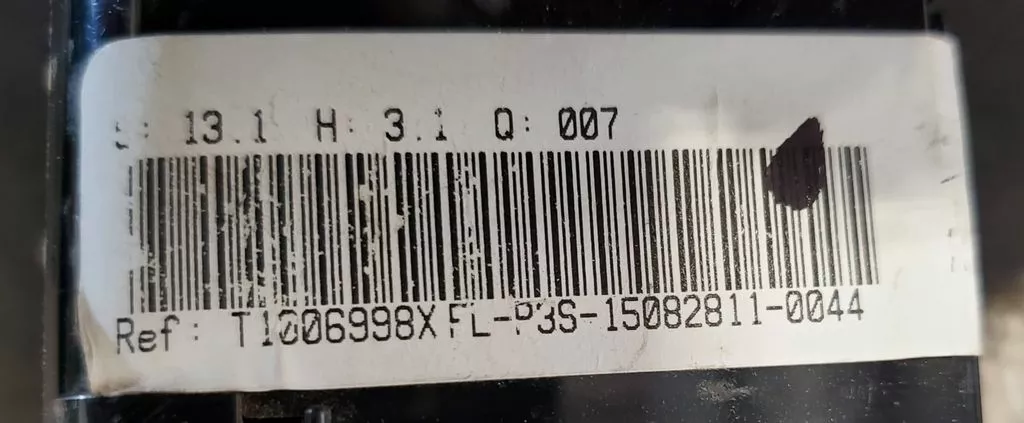 S: 13.1 H: 3.1 Q: 007
Ref: T1006998X FL-P3S-15082811-0044